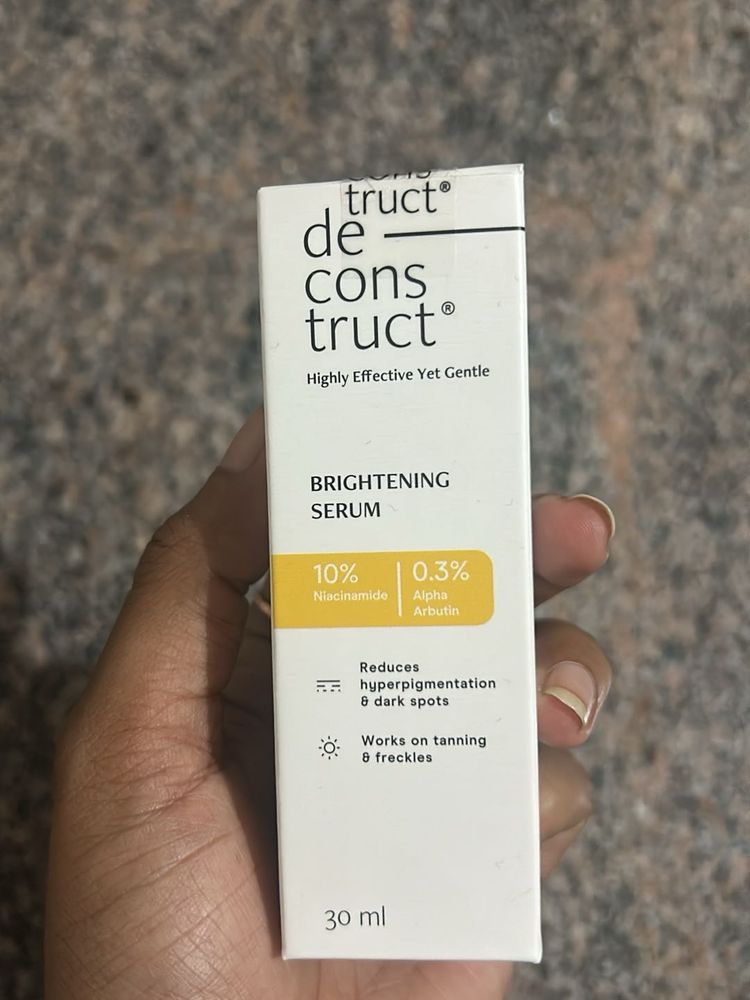 truct®
de
cons
truct®
Highly Effective Yet Gentle
BRIGHTENING
SERUM
10%
Niacinamide
0.3%
Alpha
Arbutin
Reduces
hyperpigmentation
& dark spots
Works on tanning
& freckles
30 ml